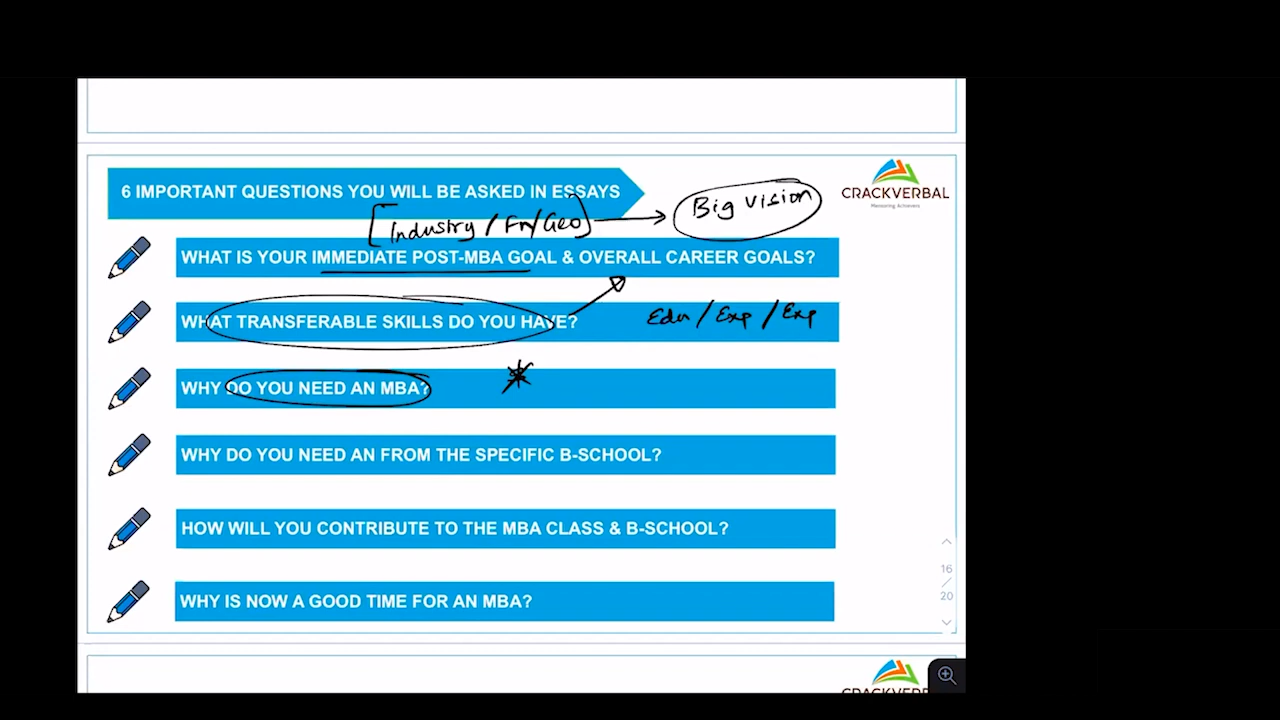 6 IMPORTANT QUESTIONS YOU WILL BE ASKED IN ESSAYS
CRACKVERBAL
Mentoring Achievers
[Industry / Fn/Geo]
Big Vision
WHAT IS YOUR IMMEDIATE POST-MBA GOAL & OVERALL CAREER GOALS?
WHAT TRANSFERABLE SKILLS DO YOU HAVE?
Edu / Exp / Exp
WHY DO YOU NEED AN MBA?
WHY DO YOU NEED AN FROM THE SPECIFIC B-SCHOOL?
HOW WILL YOU CONTRIBUTE TO THE MBA CLASS & B-SCHOOL?
16
/
20
WHY IS NOW A GOOD TIME FOR AN MBA?
CRACKVERB